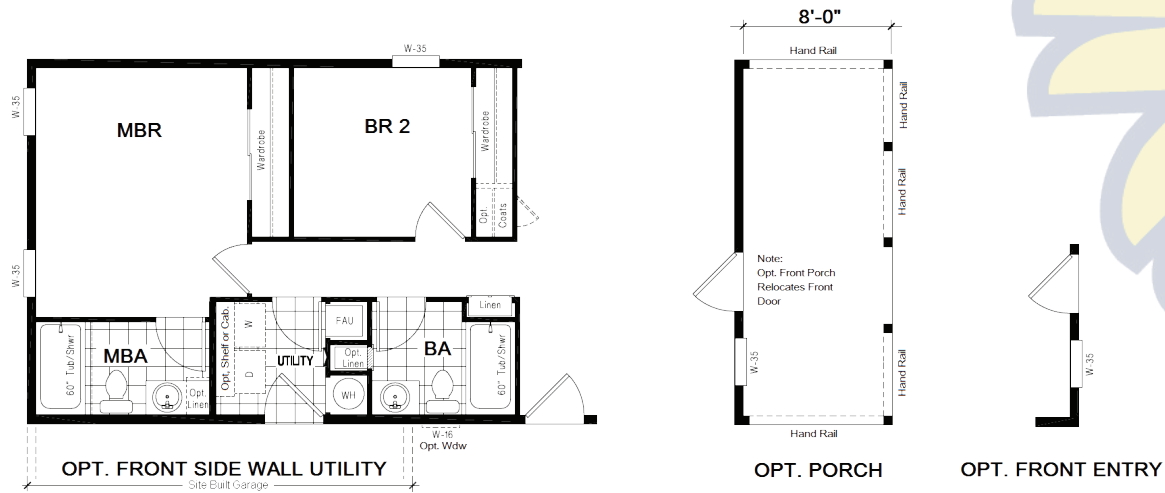 W-35
W-35
MBR
BR 2
Wardrobe
Wardrobe
Opt.
Coats
W-35
Linen
Opt, Shelf or Cab.
W
D
FAU
Opt.
Linen
UTILITY
WH
60" Tub/Shwr
MBA
Opt.
Linen
BA
60" Tub/Shwr
W-16
Opt. Wdw
OPT. FRONT SIDE WALL UTILITY
Site Built Garage
8'-0"
Hand Rail
Hand Rail
Hand Rail
Note:
Opt. Front Porch
Relocates Front
Door
W-35
Hand Rail
Hand Rail
OPT. PORCH
W-35
OPT. FRONT ENTRY